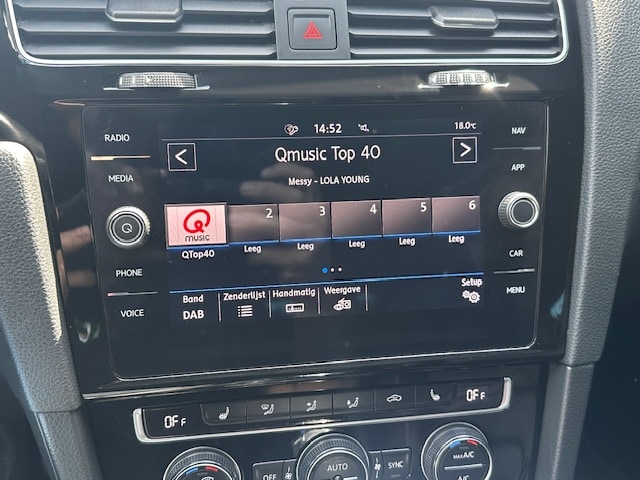 14:52
18.0°C
RADIO
MEDIA
PHONE
VOICE
NAV
APP
CAR
MENU
< Qmusic Top 40 >
Messy - LOLA YOUNG
Q music 2 3 4 5 6
QTop40 Leeg Leeg Leeg Leeg Leeg
Band Zenderlijst Handmatig Weergave Setup
DAB
OFF OFF
OFF AUTO SYNC MAX A/C
A/C